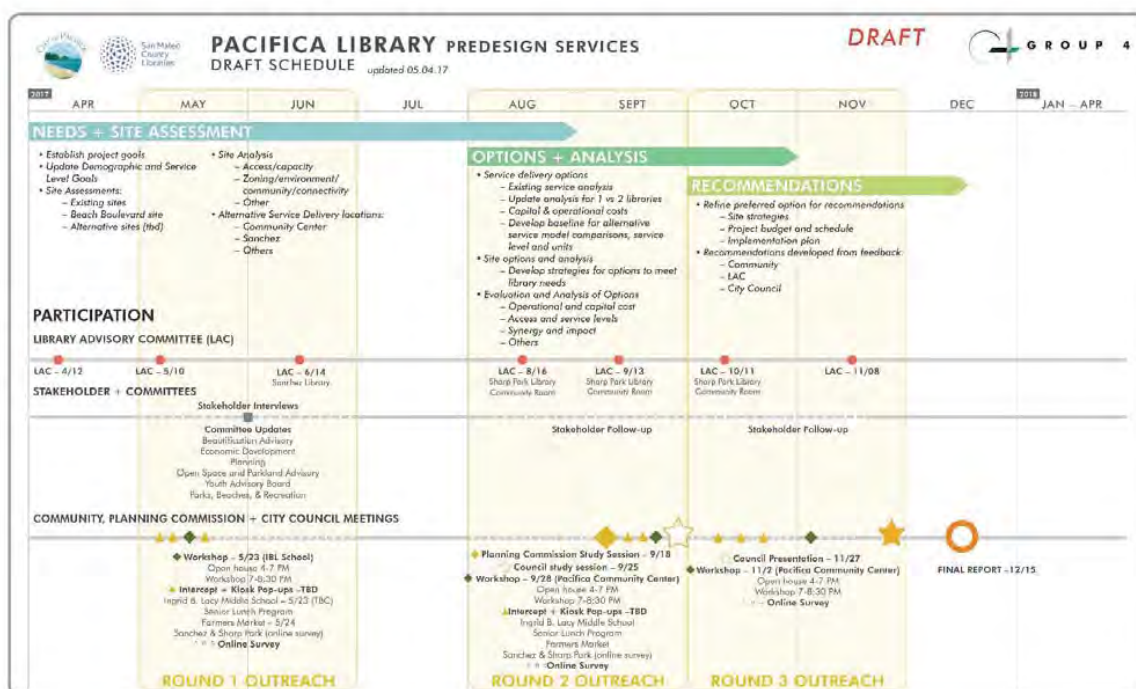 CITY OF PACIFICA
San Mateo
County
Libraries
PACIFICA LIBRARY PREDESIGN SERVICES
DRAFT SCHEDULE updated 05.04.17
DRAFT
GROUP 4
2017
2018
APR MAY JUN JUL AUG SEPT OCT NOV DEC JAN – APR
NEEDS + SITE ASSESSMENT
• Establish project goals
• Update Demographic and Service
Level Goals
• Site Assessments:
– Existing sites
– Beach Boulevard site
– Alternative sites (tbd)
• Site Analysis
– Access/capacity
– Zoning/environment/
community/connectivity
– Other
• Alternative Service Delivery locations:
– Community Center
– Sanchez
– Others
OPTIONS + ANALYSIS
• Service delivery options
– Existing service analysis
– Update analysis for 1 vs 2 libraries
– Capital & operational costs
– Develop baseline for alternative
service model comparisons, service
level and units
• Site options and analysis
– Develop strategies for options to meet
library needs
• Evaluation and Analysis of Options
– Operational and capital cost
– Access and service levels
– Synergy and impact
– Others
RECOMMENDATIONS
• Refine preferred option for recommendations
– Site strategies
– Project budget and schedule
– Implementation plan
• Recommendations developed from feedback
– Community
– LAC
– City Council
PARTICIPATION
LIBRARY ADVISORY COMMITTEE (LAC)
LAC – 4/12
LAC – 5/10
LAC – 6/14
Sanchez Library
LAC – 8/16
Sharp Park Library
Community Room
LAC – 9/13
Sharp Park Library
Community Room
LAC – 10/11
Sharp Park Library
Community Room
LAC – 11/08
STAKEHOLDER + COMMITTEES
Stakeholder Interviews
Committee Updates
Beautification Advisory
Economic Development
Planning
Open Space and Parkland Advisory
Youth Advisory Board
Parks, Beaches, & Recreation
Stakeholder Follow-up
Stakeholder Follow-up
COMMUNITY, PLANNING COMMISSION + CITY COUNCIL MEETINGS
Workshop – 5/23 (IBL School)
Open house 4-7 PM
Workshop 7-8:30 PM
Intercept + Kiosk Pop-ups –TBD
Ingrid B. Lacy Middle School – 5/23 (TBC)
Senior Lunch Program
Farmers Market – 5/24
Sanchez & Sharp Park (online survey)
Online Survey
ROUND 1 OUTREACH
Planning Commission Study Session – 9/18
Council study session – 9/25
Workshop – 9/28 (Pacifica Community Center)
Open house 4-7 PM
Workshop 7-8:30 PM
Intercept + Kiosk Pop-ups –TBD
Ingrid B. Lacy Middle School
Senior Lunch Program
Farmers Market
Sanchez & Sharp Park (online survey)
Online Survey
ROUND 2 OUTREACH
Council Presentation – 11/27
Workshop – 11/2 (Pacifica Community Center)
Open house 4-7 PM
Workshop 7-8:30 PM
Online Survey
ROUND 3 OUTREACH
FINAL REPORT –12/15